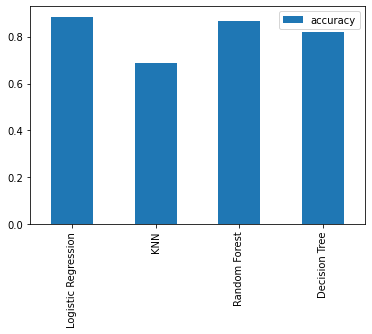 accuracy
0.8
0.6
0.4
0.2
0.0
Logistic Regression
KNN
Random Forest
Decision Tree